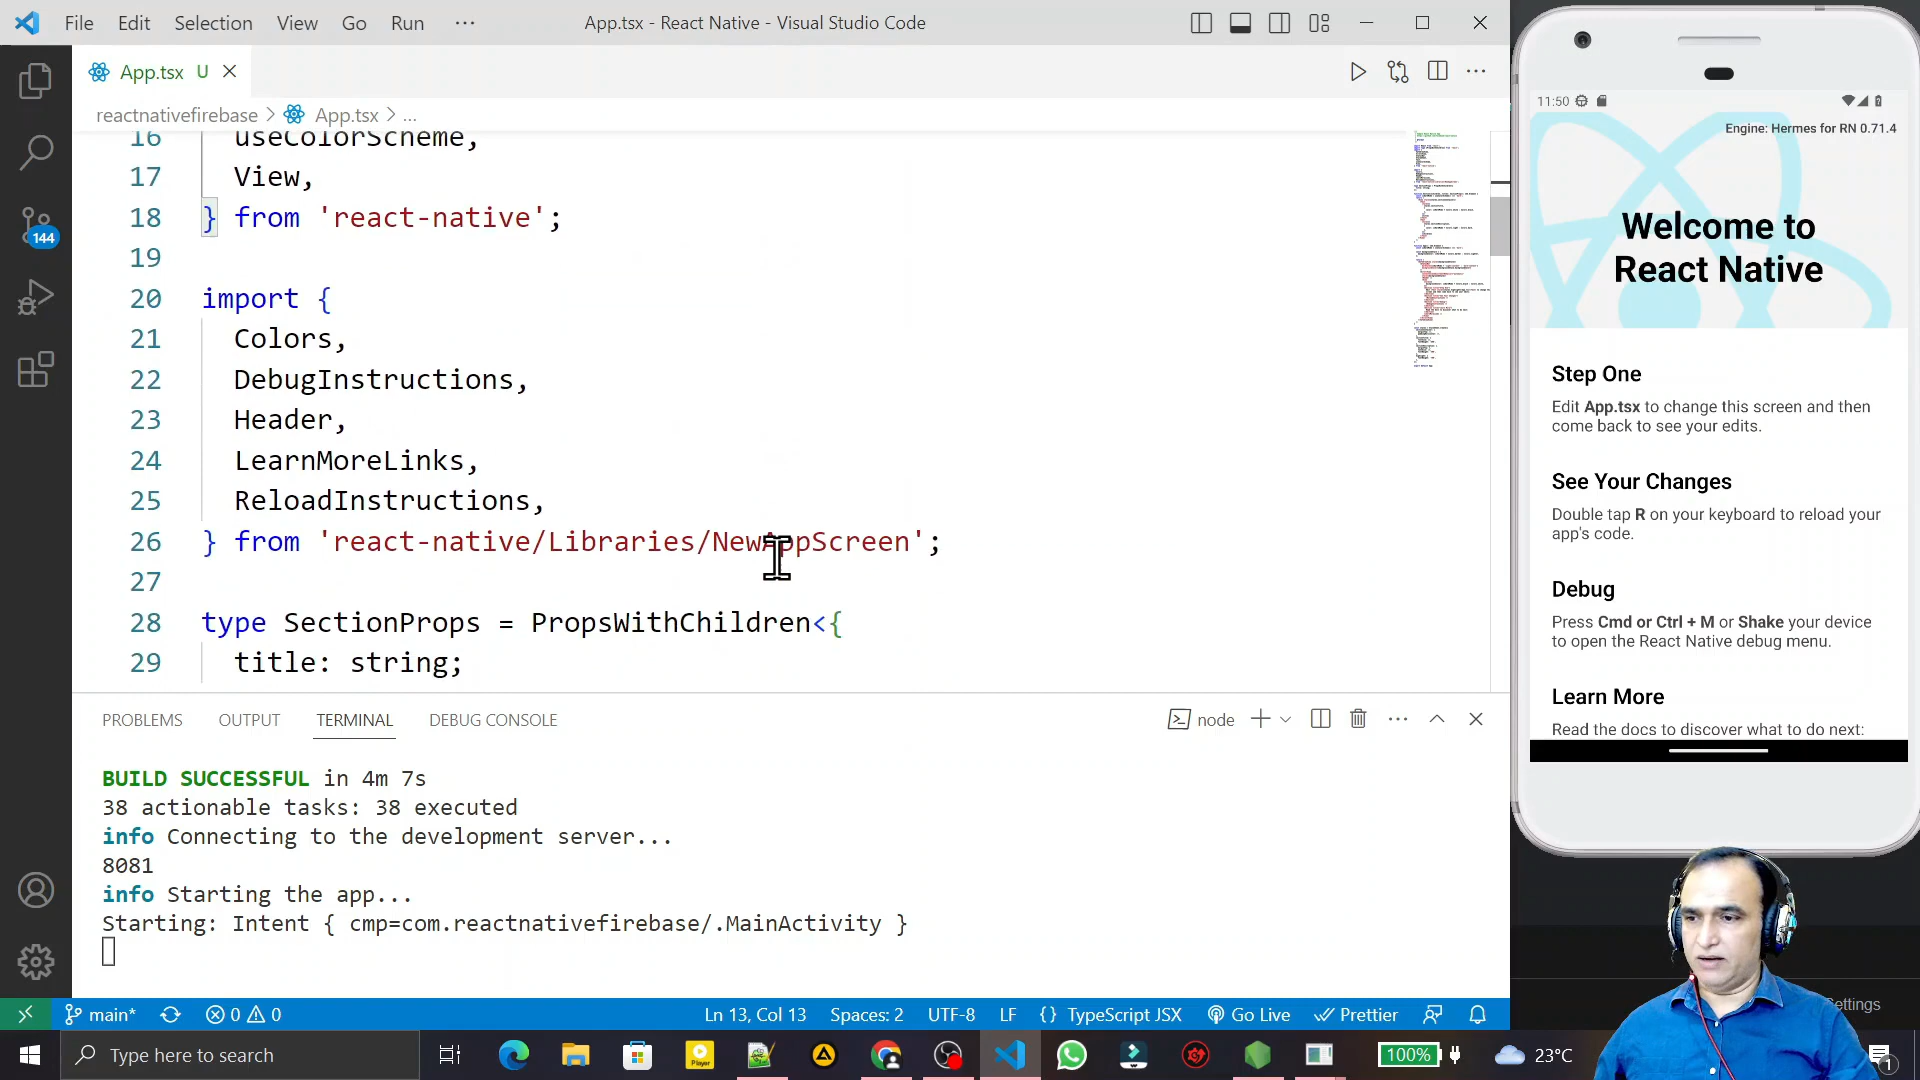 File Edit Selection View Go Run ... App.tsx - React Native - Visual Studio Code
App.tsx U
reactnativefirebase > App.tsx > ...
16 useColorScheme,
17 View,
18 } from 'react-native';
19
20 import {
21 Colors,
22 DebugInstructions,
23 Header,
24 LearnMoreLinks,
25 ReloadInstructions,
26 } from 'react-native/Libraries/NewAppScreen';
27
28 type SectionProps = PropsWithChildren<{
29 title: string;
PROBLEMS OUTPUT TERMINAL DEBUG CONSOLE node
BUILD SUCCESSFUL in 4m 7s
38 actionable tasks: 38 executed
info Connecting to the development server...
8081
info Starting the app...
Starting: Intent { cmp=com.reactnativefirebase/.MainActivity }
144
main* 0 0 Ln 13, Col 13 Spaces: 2 UTF-8 LF {} TypeScript JSX Go Live Prettier
Type here to search
Player
100% 23°C
1
11:50
Engine: Hermes for RN 0.71.4
Welcome to
React Native
Step One
Edit App.tsx to change this screen and then
come back to see your edits.
See Your Changes
Double tap R on your keyboard to reload your
app's code.
Debug
Press Cmd or Ctrl + M or Shake your device
to open the React Native debug menu.
Learn More
Read the docs to discover what to do next: